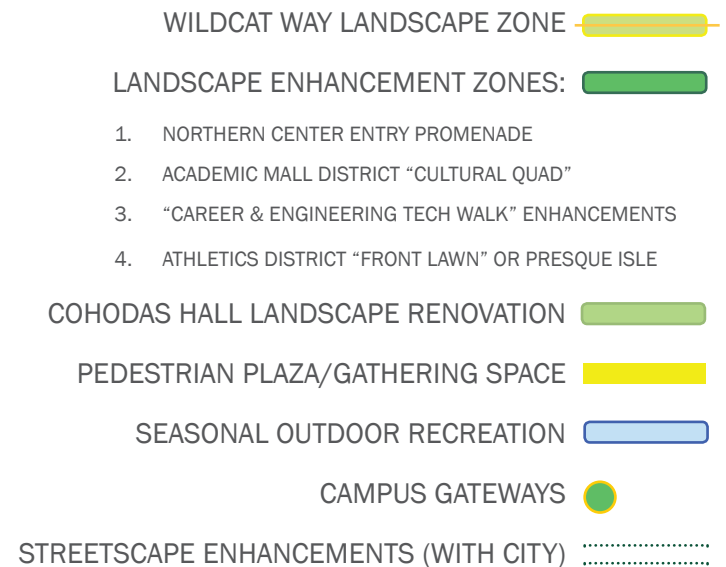 WILDCAT WAY LANDSCAPE ZONE
LANDSCAPE ENHANCEMENT ZONES:
1. NORTHERN CENTER ENTRY PROMENADE
2. ACADEMIC MALL DISTRICT “CULTURAL QUAD”
3. “CAREER & ENGINEERING TECH WALK” ENHANCEMENTS
4. ATHLETICS DISTRICT “FRONT LAWN” OR PRESQUE ISLE
COHODAS HALL LANDSCAPE RENOVATION
PEDESTRIAN PLAZA/GATHERING SPACE
SEASONAL OUTDOOR RECREATION
CAMPUS GATEWAYS
STREETSCAPE ENHANCEMENTS (WITH CITY)